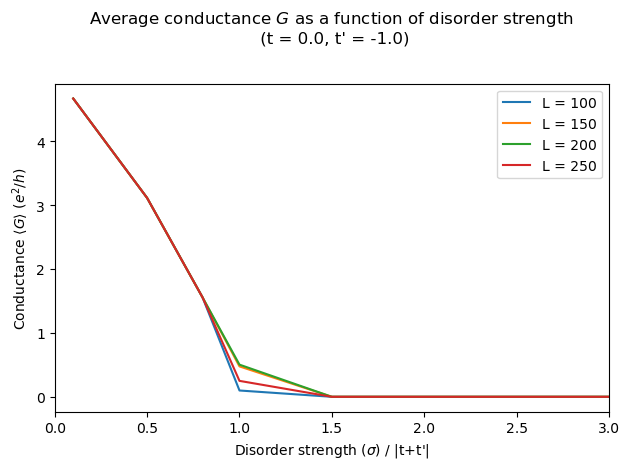 Average conductance G as a function of disorder strength
(t = 0.0, t' = -1.0)
L = 100
L = 150
L = 200
L = 250
Conductance ⟨G⟩ (e²/h)
4
3
2
1
0
0.0 0.5 1.0 1.5 2.0 2.5 3.0
Disorder strength (σ) / |t+t'|